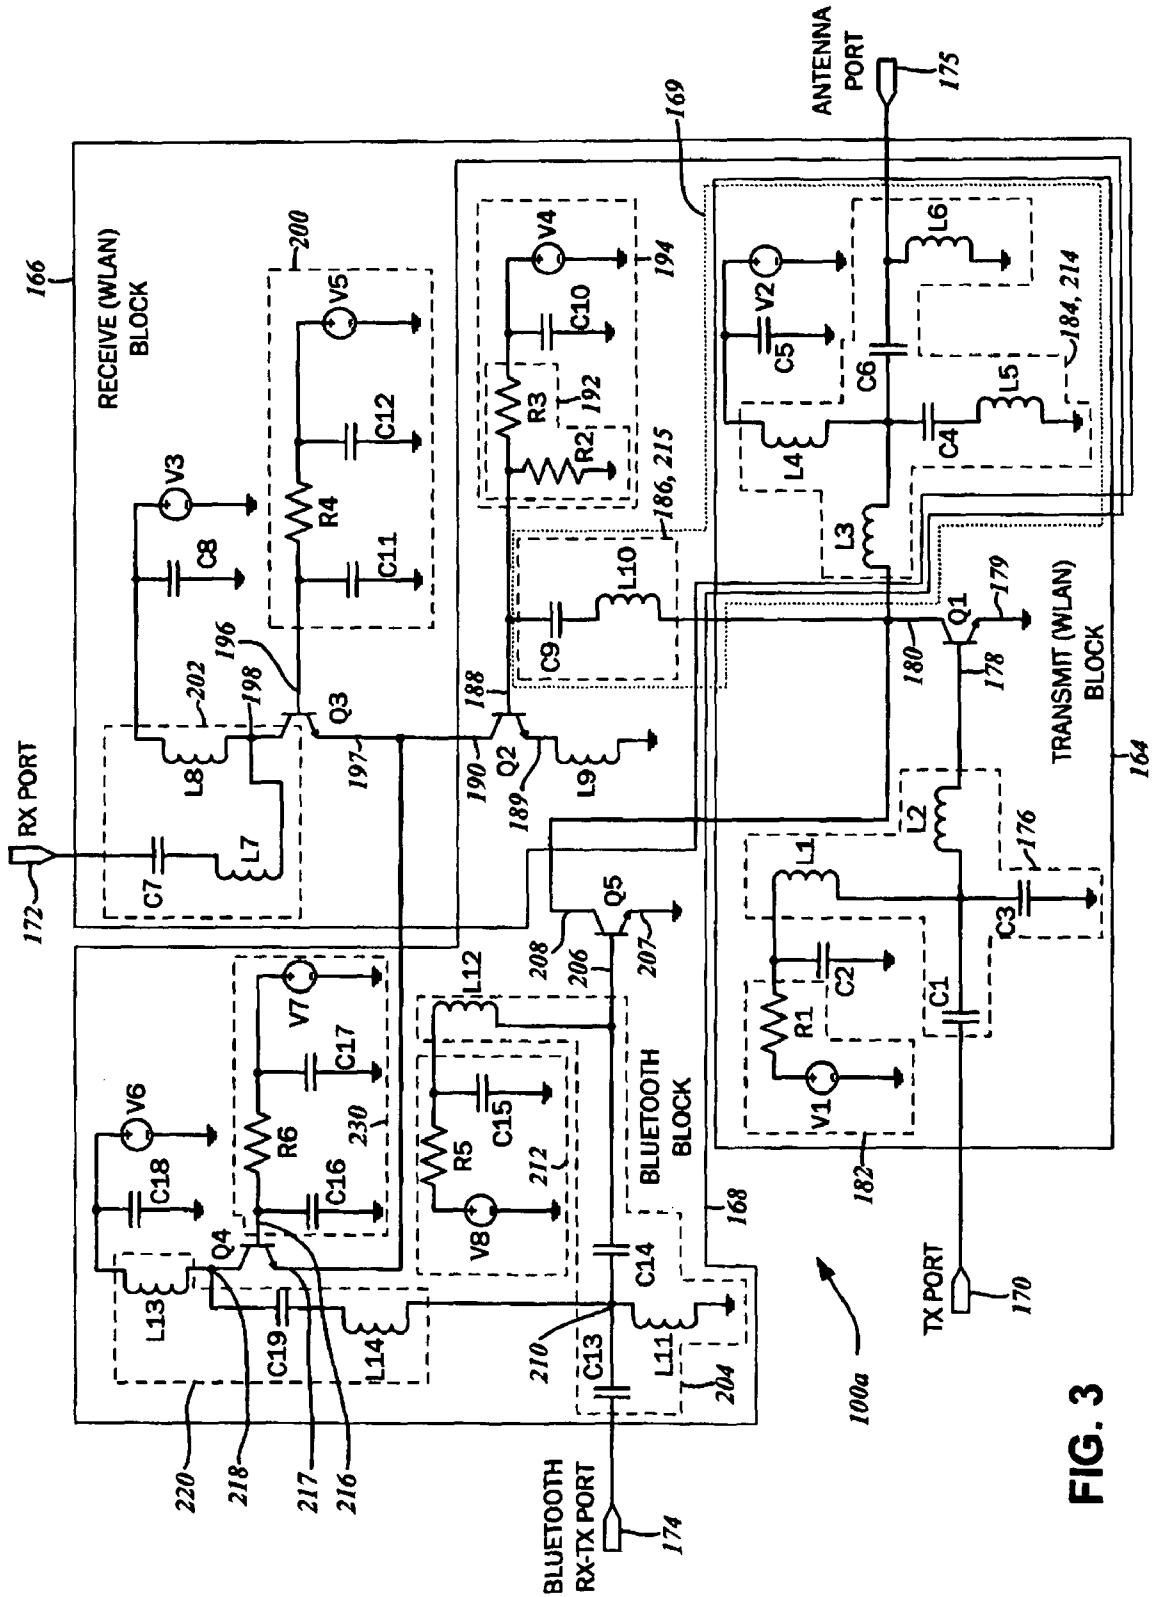 ANTENNA
PORT
175
169
166
RECEIVE (WLAN)
BLOCK
200
V5
C12
R4
C11
V3
C8
196
202
198
L8
Q3
197
RX PORT
172
C7
L7
V4
194
C10
R3
192
R2
186, 215
L10
C9
188
190
Q2
189
L9
V2
C5
L6
C6
184, 214
L5
L4
C4
L3
Q1
179
180
178
TRANSMIT (WLAN)
BLOCK
164
L2
L1
176
C3
C2
C1
R1
V1
182
TX PORT
170
208
Q5
206
207
L12
C15
R5
212
V8
BLUETOOTH
BLOCK
168
C14
210
C13
L11
204
V7
C17
R6
230
C16
V6
C18
Q4
L13
C19
L14
220
218
217
216
BLUETOOTH
RX-TX PORT
174
100a
FIG. 3